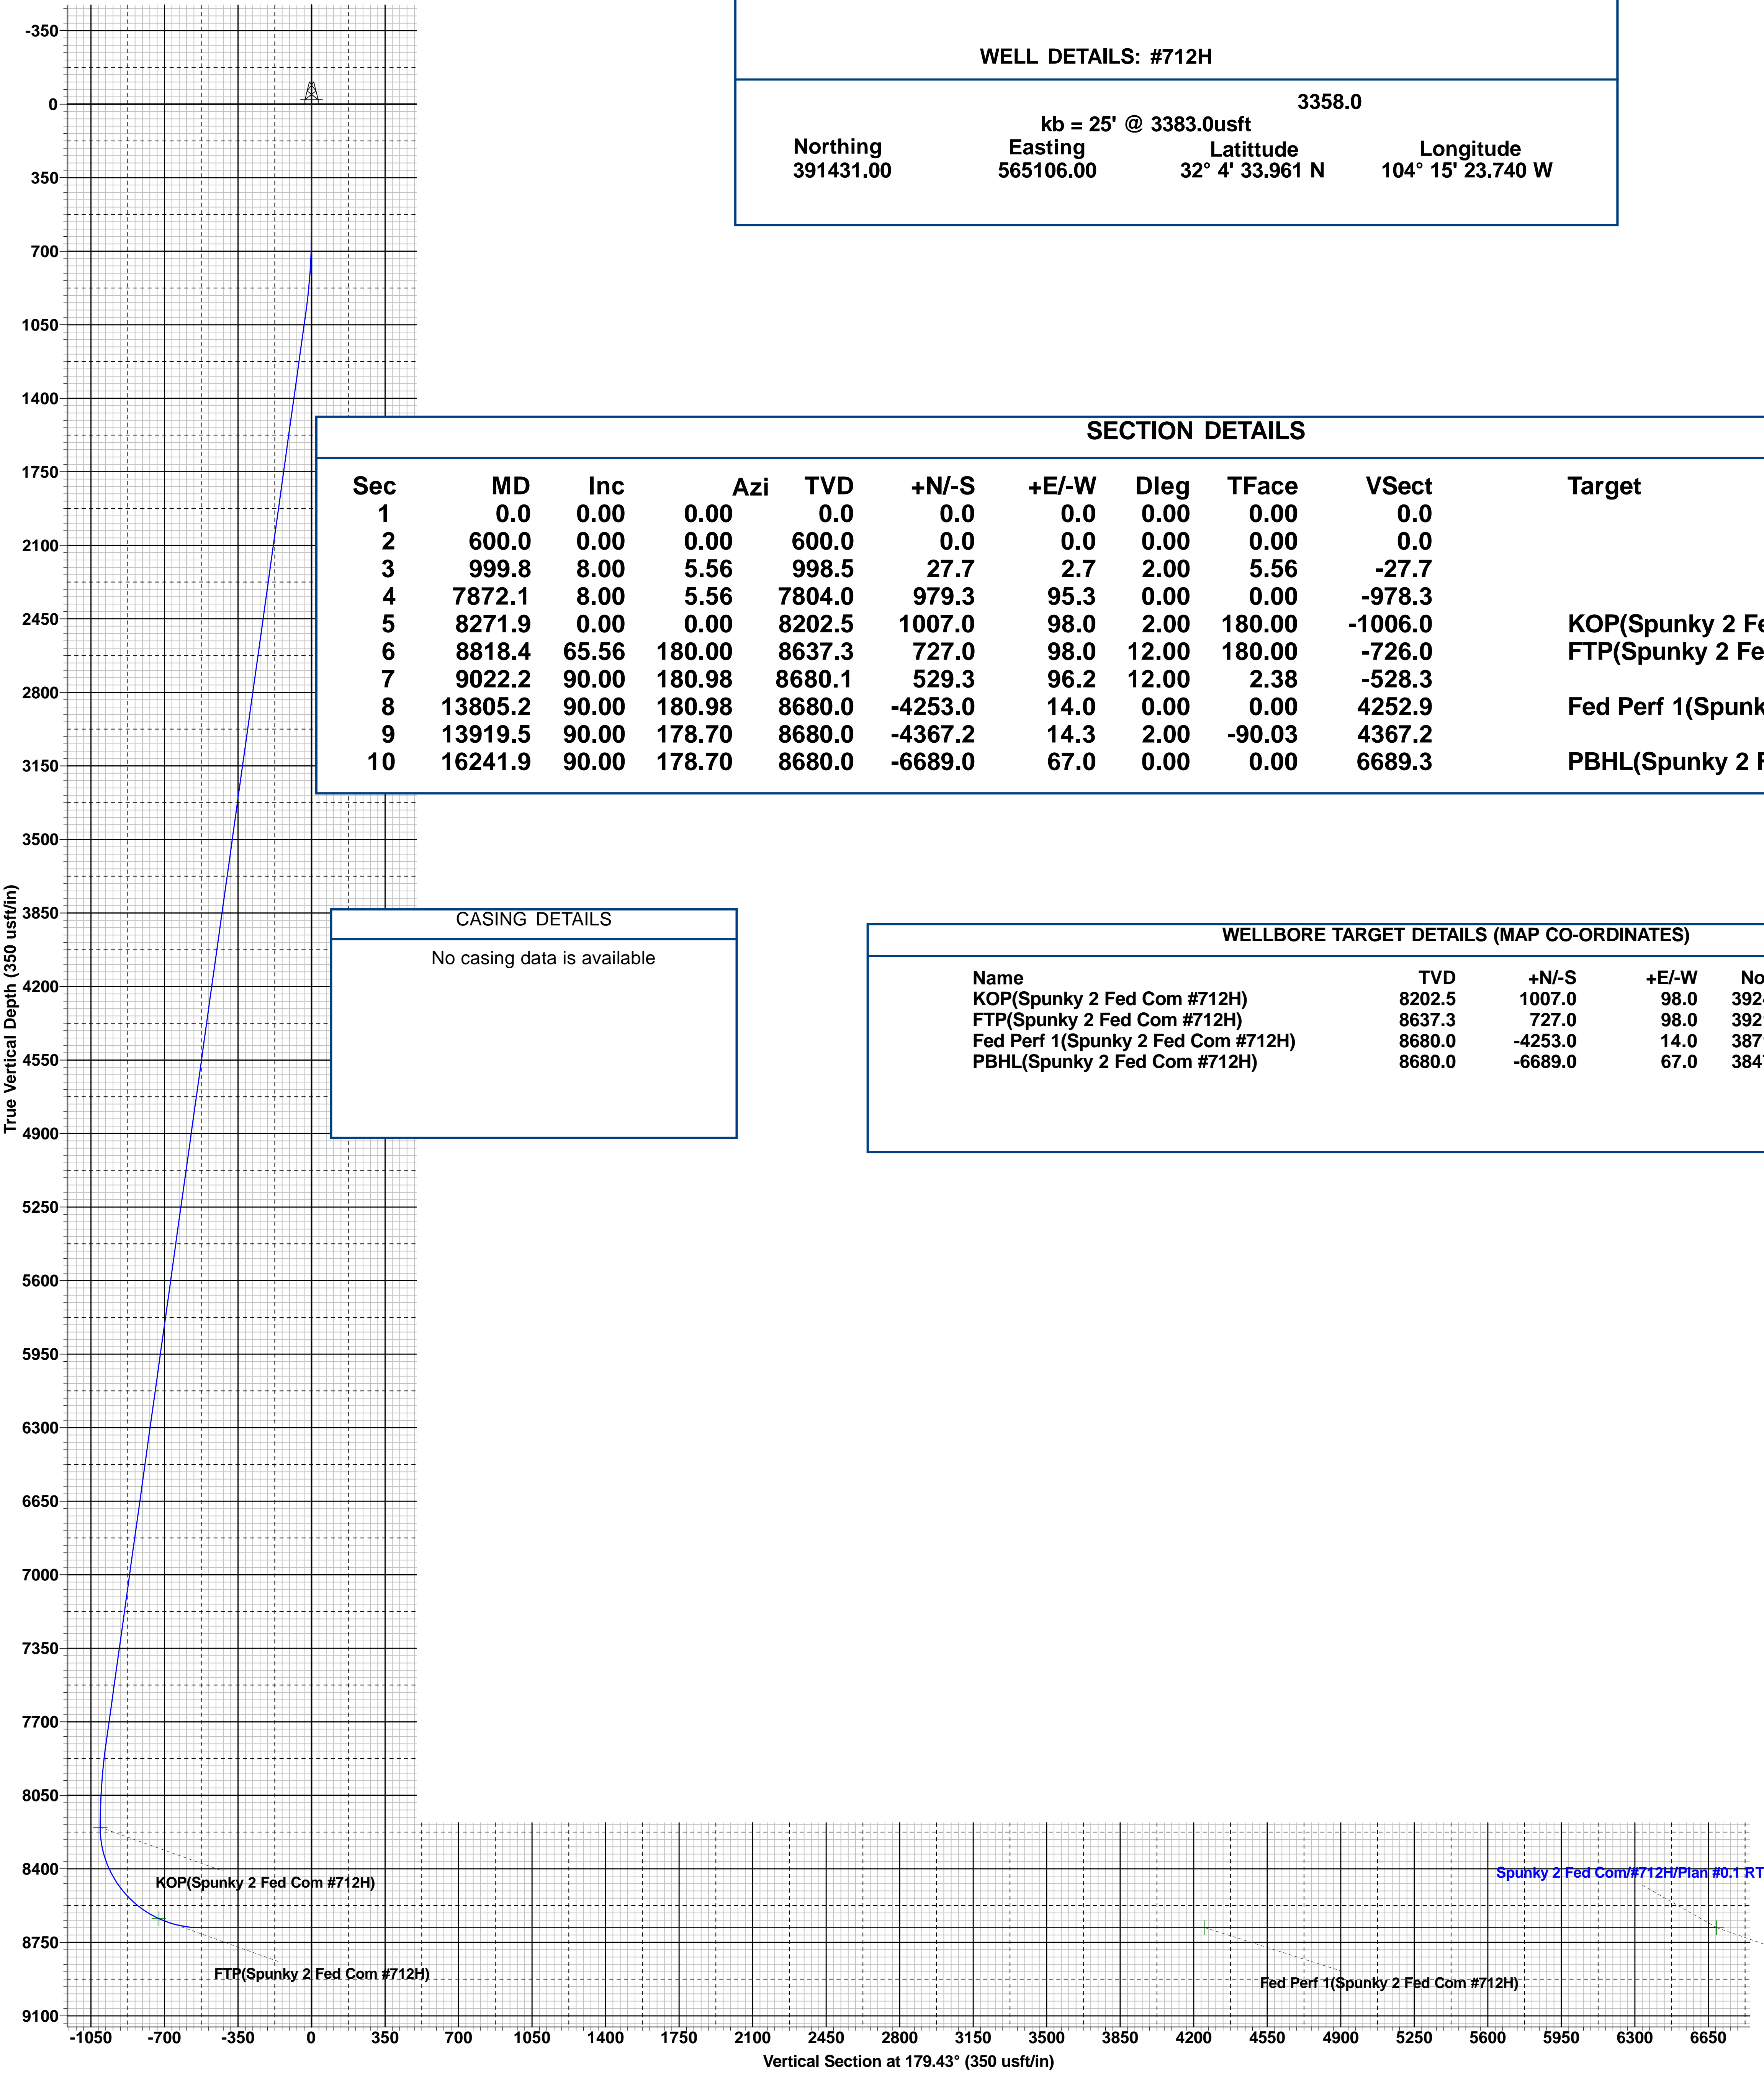 WELL DETAILS: #712H
3358.0
kb = 25' @ 3383.0usft
Northing Easting Latittude Longitude
391431.00 565106.00 32° 4' 33.961 N 104° 15' 23.740 W
SECTION DETAILS
Sec MD Inc Azi TVD +N/-S +E/-W Dleg TFace VSect Target
1 0.0 0.00 0.00 0.0 0.0 0.0 0.00 0.00 0.0
2 600.0 0.00 0.00 600.0 0.0 0.0 0.00 0.00 0.0
3 999.8 8.00 5.56 998.5 27.7 2.7 2.00 5.56 -27.7
4 7872.1 8.00 5.56 7804.0 979.3 95.3 0.00 0.00 -978.3
5 8271.9 0.00 0.00 8202.5 1007.0 98.0 2.00 180.00 -1006.0 KOP(Spunky 2 Fe
6 8818.4 65.56 180.00 8637.3 727.0 98.0 12.00 180.00 -726.0 FTP(Spunky 2 Fe
7 9022.2 90.00 180.98 8680.1 529.3 96.2 12.00 2.38 -528.3
8 13805.2 90.00 180.98 8680.0 -4253.0 14.0 0.00 0.00 4252.9 Fed Perf 1(Spunk
9 13919.5 90.00 178.70 8680.0 -4367.2 14.3 2.00 -90.03 4367.2
10 16241.9 90.00 178.70 8680.0 -6689.0 67.0 0.00 0.00 6689.3 PBHL(Spunky 2 F
CASING DETAILS
No casing data is available
WELLBORE TARGET DETAILS (MAP CO-ORDINATES)
Name TVD +N/-S +E/-W No
KOP(Spunky 2 Fed Com #712H) 8202.5 1007.0 98.0 392
FTP(Spunky 2 Fed Com #712H) 8637.3 727.0 98.0 392
Fed Perf 1(Spunky 2 Fed Com #712H) 8680.0 -4253.0 14.0 387
PBHL(Spunky 2 Fed Com #712H) 8680.0 -6689.0 67.0 384
True Vertical Depth (350 usft/in)
-350
0
350
700
1050
1400
1750
2100
2450
2800
3150
3500
3850
4200
4550
4900
5250
5600
5950
6300
6650
7000
7350
7700
8050
8400
8750
9100
Spunky 2 Fed Com/#712H/Plan #0.1 RT
KOP(Spunky 2 Fed Com #712H)
FTP(Spunky 2 Fed Com #712H)
Fed Perf 1(Spunky 2 Fed Com #712H)
-1050 -700 -350 0 350 700 1050 1400 1750 2100 2450 2800 3150 3500 3850 4200 4550 4900 5250 5600 5950 6300 6650
Vertical Section at 179.43° (350 usft/in)